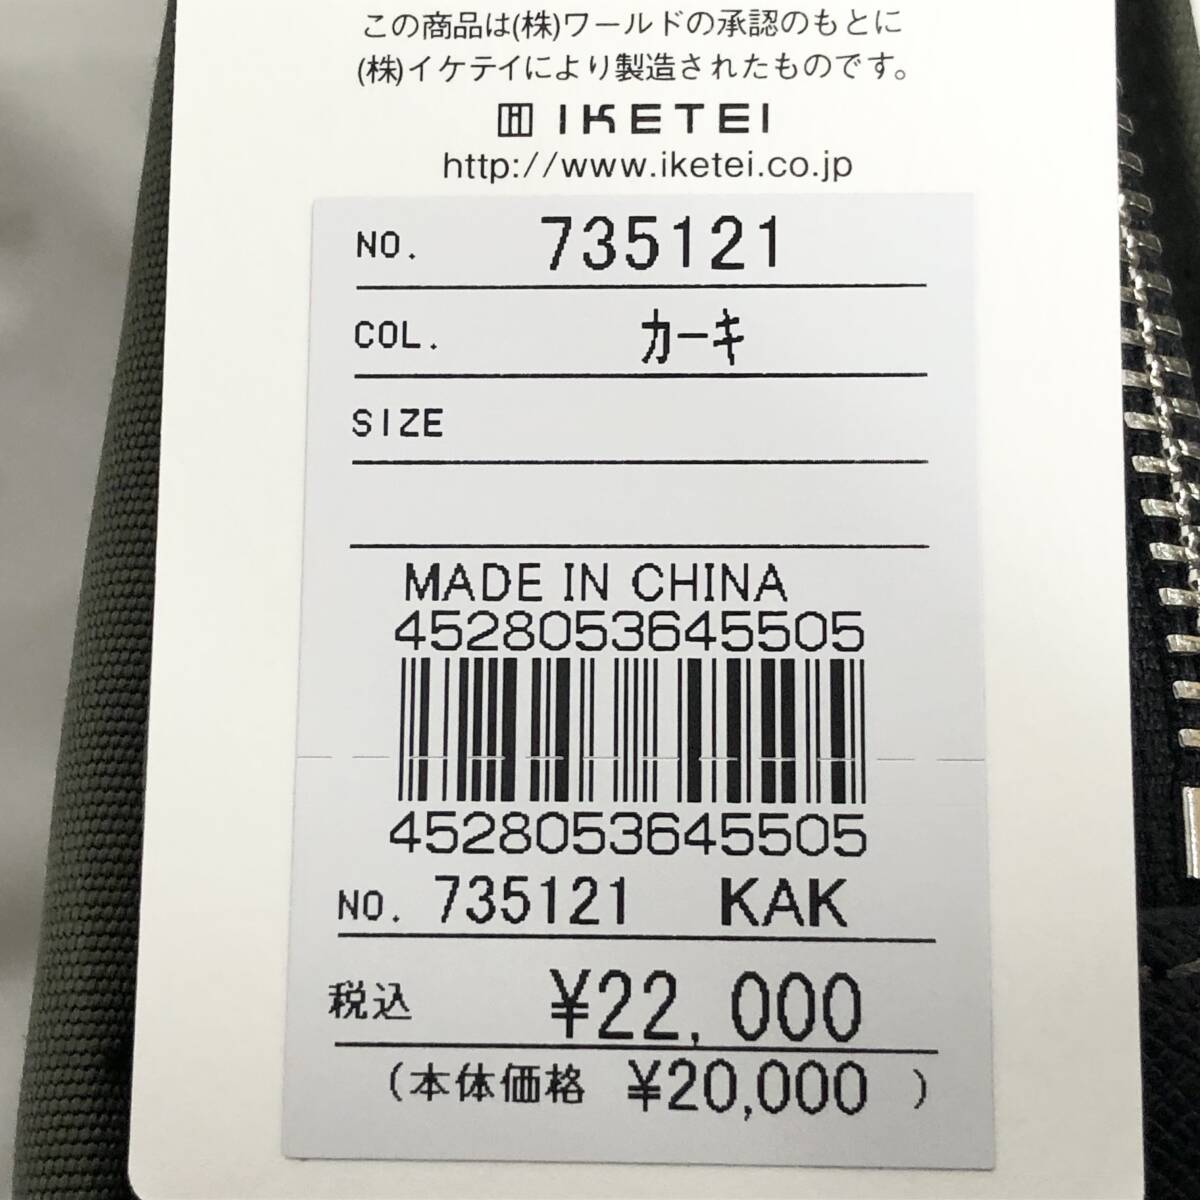 この商品は(株)ワールドの承認のもとに
(株)イケテイにより製造されたものです。
IKETEI
http://www.iketei.co.jp
NO. 735121
COL. カーキ
SIZE
MADE IN CHINA
4528053645505
4528053645505
NO. 735121 KAK
税込 ¥22,000
(本体価格 ¥20,000 )